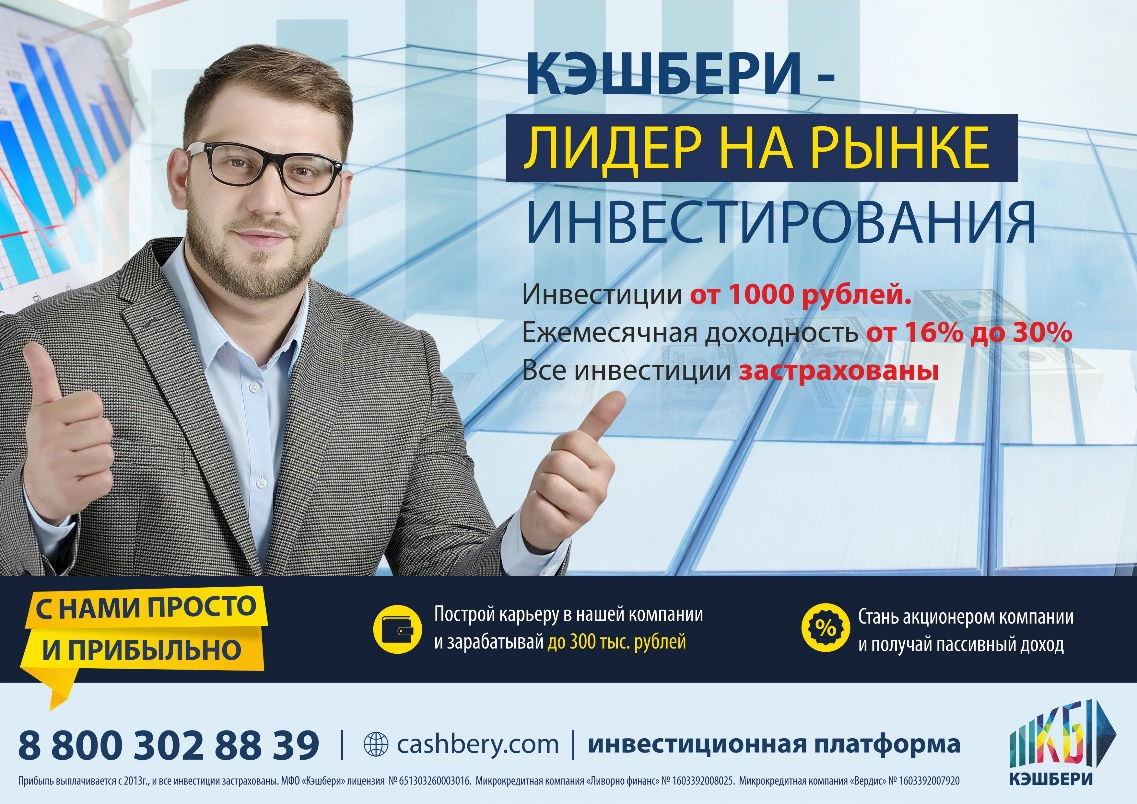 КЭШБЕРИ -
ЛИДЕР НА РЫНКЕ
ИНВЕСТИРОВАНИЯ
Инвестиции от 1000 рублей.
Ежемесячная доходность от 16% до 30%
Все инвестиции застрахованы
С НАМИ ПРОСТО
И ПРИБЫЛЬНО
Построй карьеру в нашей компании
и зарабатывай до 300 тыс. рублей
%
Стань акционером компании
и получай пассивный доход
8 800 302 88 39 | cashbery.com | инвестиционная платформа
КБ
КЭШБЕРИ
Прибыль выплачивается с 2013г., и все инвестиции застрахованы. МФО «Кэшбери» лицензия № 651303260003016. Микрокредитная компания «Ливорно финанс» № 1603392008025. Микрокредитная компания «Вердис» № 1603392007920